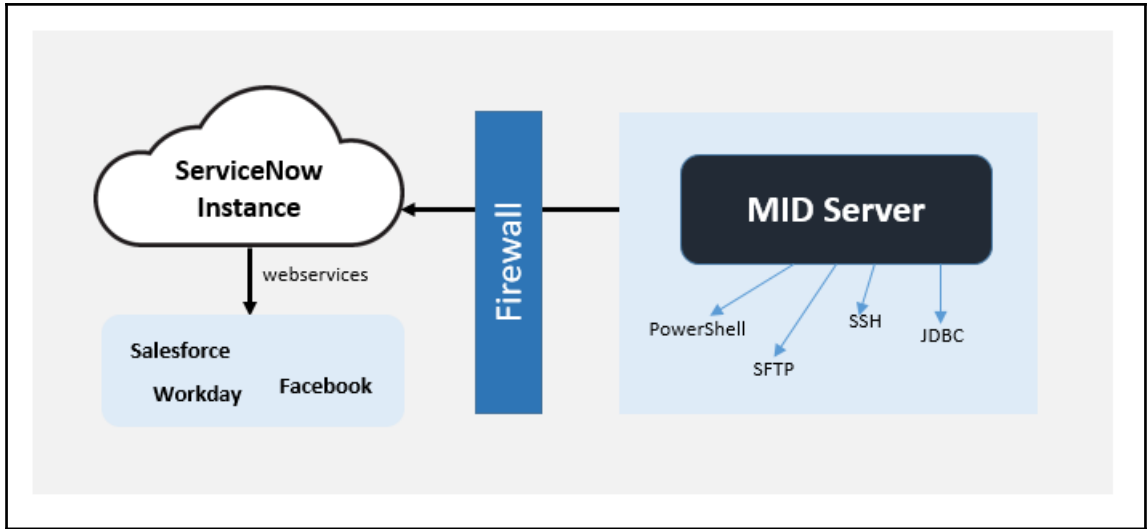 ServiceNow
Instance
webservices
Salesforce
Workday
Facebook
Firewall
MID Server
PowerShell
SFTP
SSH
JDBC